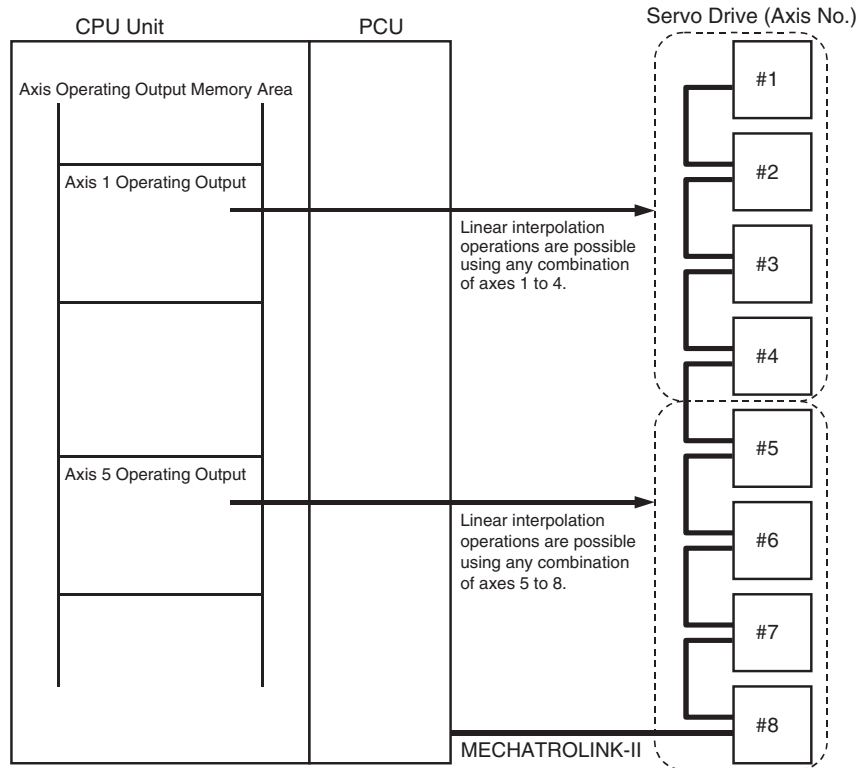 CPU Unit
PCU
Servo Drive (Axis No.)
Axis Operating Output Memory Area
Axis 1 Operating Output
Linear interpolation
operations are possible
using any combination
of axes 1 to 4.
Axis 5 Operating Output
Linear interpolation
operations are possible
using any combination
of axes 5 to 8.
MECHATROLINK-II
#1
#2
#3
#4
#5
#6
#7
#8